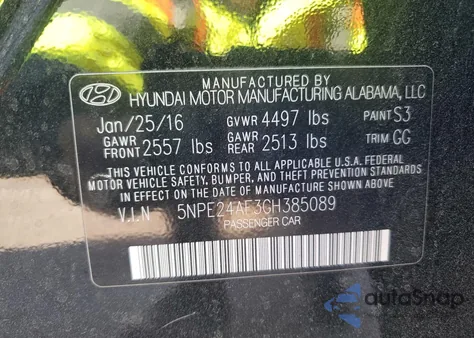 MANUFACTURED BY
HYUNDAI MOTOR MANUFACTURING ALABAMA, LLC
Jan/25/16 GVWR 4497 lbs PAINT S3
GAWR FRONT 2557 lbs GAWR REAR 2513 lbs TRIM GG
THIS VEHICLE CONFORMS TO ALL APPLICABLE U.S.A. FEDERAL
MOTOR VEHICLE SAFETY, BUMPER, AND THEFT PREVENTION
STANDARDS IN EFFECT ON THE DATE OF MANUFACTURE SHOWN ABOVE.
V.I.N 5NPE24AF3GH385089
PASSENGER CAR
autoSnap